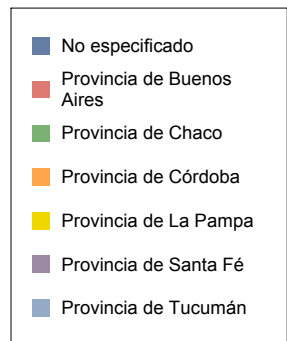 No especificado
Provincia de Buenos
Aires
Provincia de Chaco
Provincia de Córdoba
Provincia de La Pampa
Provincia de Santa Fé
Provincia de Tucumán